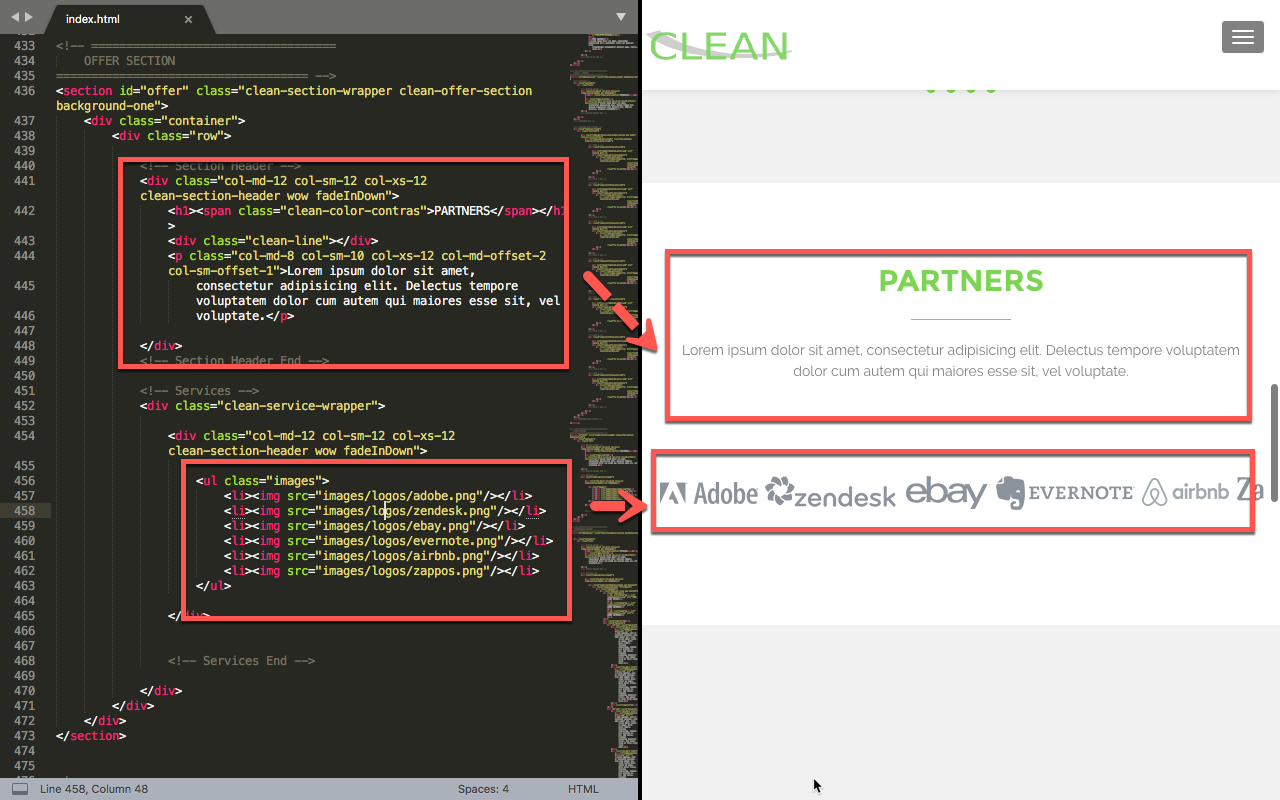 index.html
433 <!-- ===================================
434 OFFER SECTION
435 ==================================== -->
436 <section id="offer" class="clean-section-wrapper clean-offer-section
background-one">
437 <div class="container">
438 <div class="row">
439
440 <!-- Section Header -->
441 <div class="col-md-12 col-sm-12 col-xs-12
clean-section-header wow fadeInDown">
442 <h1><span class="clean-color-contras">PARTNERS</span></h1
>
443 <div class="clean-line"></div>
444 <p class="col-md-8 col-sm-10 col-xs-12 col-md-offset-2
col-sm-offset-1">Lorem ipsum dolor sit amet,
445 consectetur adipisicing elit. Delectus tempore
voluptatem dolor cum autem qui maiores esse sit, vel
446 voluptate.</p>
447
448 </div>
449 <!-- Section Header End -->
450
451 <!-- Services -->
452 <div class="clean-service-wrapper">
453
454 <div class="col-md-12 col-sm-12 col-xs-12
clean-section-header wow fadeInDown">
455
456 <ul class="images">
457 <li><img src="images/logos/adobe.png"/></li>
458 <li><img src="images/logos/zendesk.png"/></li>
459 <li><img src="images/logos/ebay.png"/></li>
460 <li><img src="images/logos/evernote.png"/></li>
461 <li><img src="images/logos/airbnb.png"/></li>
462 <li><img src="images/logos/zappos.png"/></li>
463 </ul>
464
465 </div>
466
467
468 <!-- Services End -->
469
470 </div>
471 </div>
472 </div>
473 </section>
474
475
Line 458, Column 48
Spaces: 4
HTML
CLEAN
PARTNERS
Lorem ipsum dolor sit amet, consectetur adipisicing elit. Delectus tempore voluptatem
dolor cum autem qui maiores esse sit, vel voluptate.
Adobe zendesk ebay EVERNOTE airbnb Za